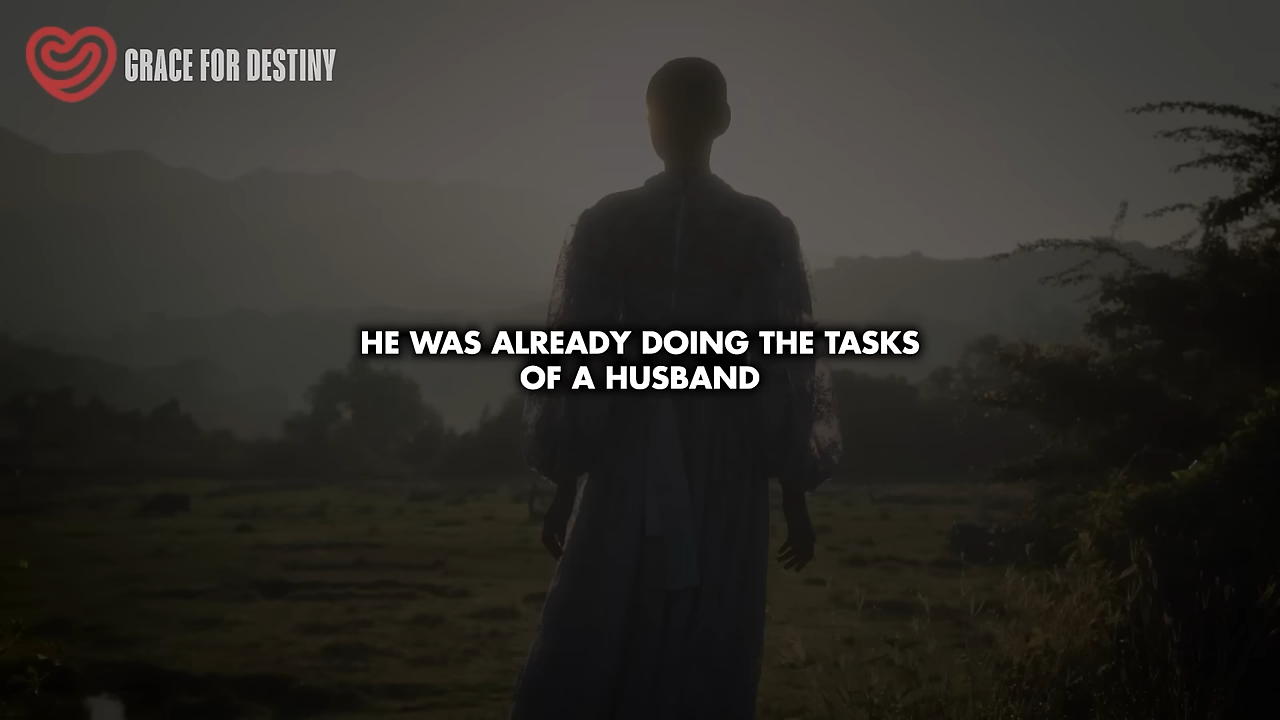 GRACE FOR DESTINY
HE WAS ALREADY DOING THE TASKS
OF A HUSBAND